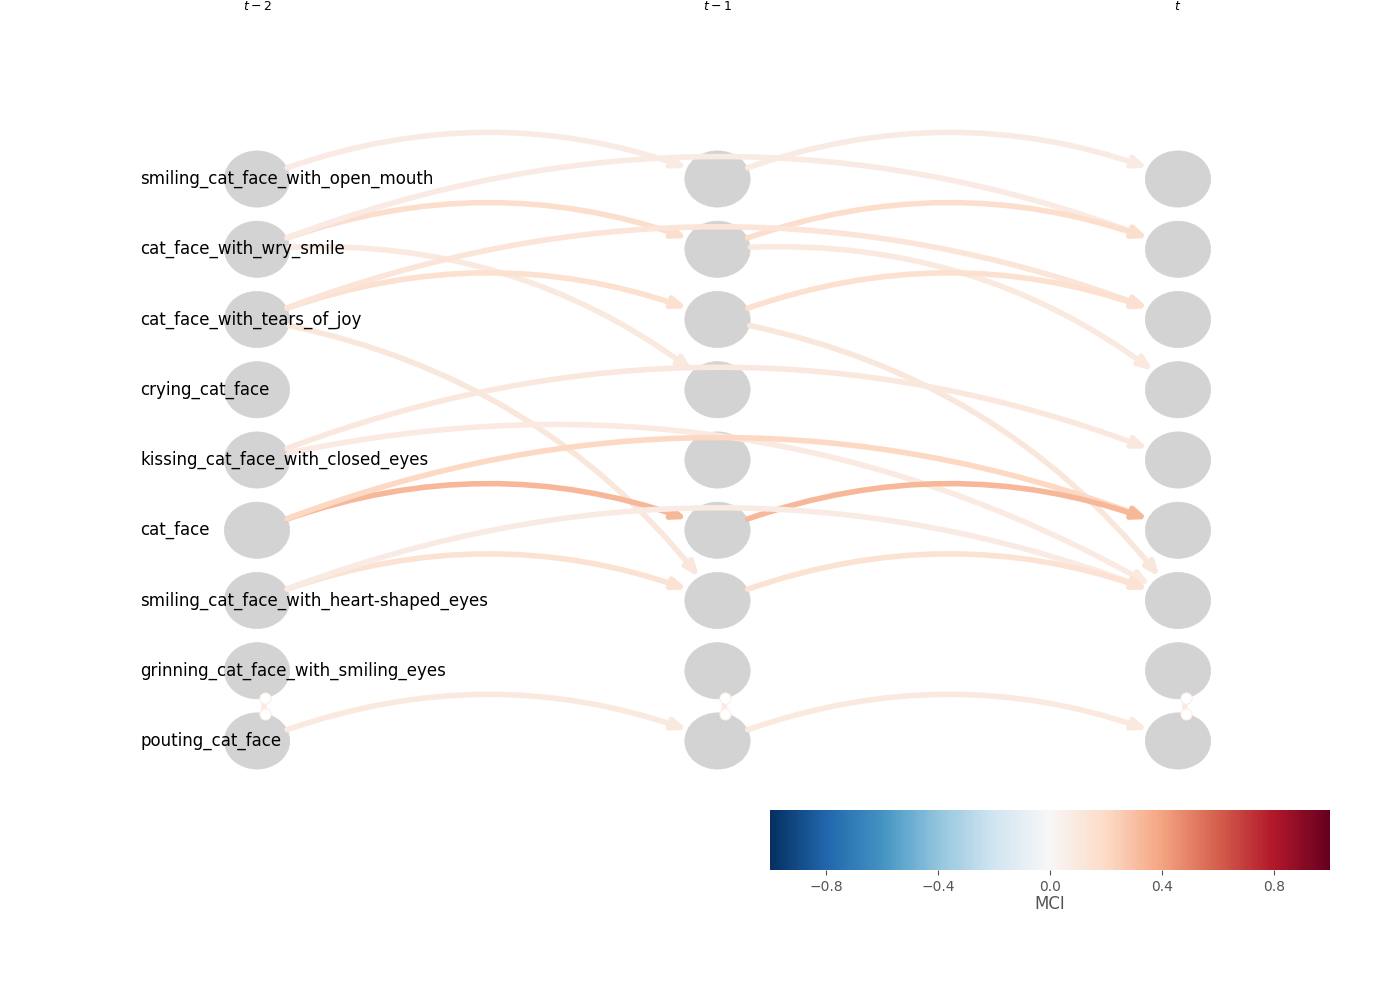 t − 2 t − 1 t
smiling_cat_face_with_open_mouth
cat_face_with_wry_smile
cat_face_with_tears_of_joy
crying_cat_face
kissing_cat_face_with_closed_eyes
cat_face
smiling_cat_face_with_heart-shaped_eyes
grinning_cat_face_with_smiling_eyes
pouting_cat_face
−0.8 −0.4 0.0 0.4 0.8
MCI